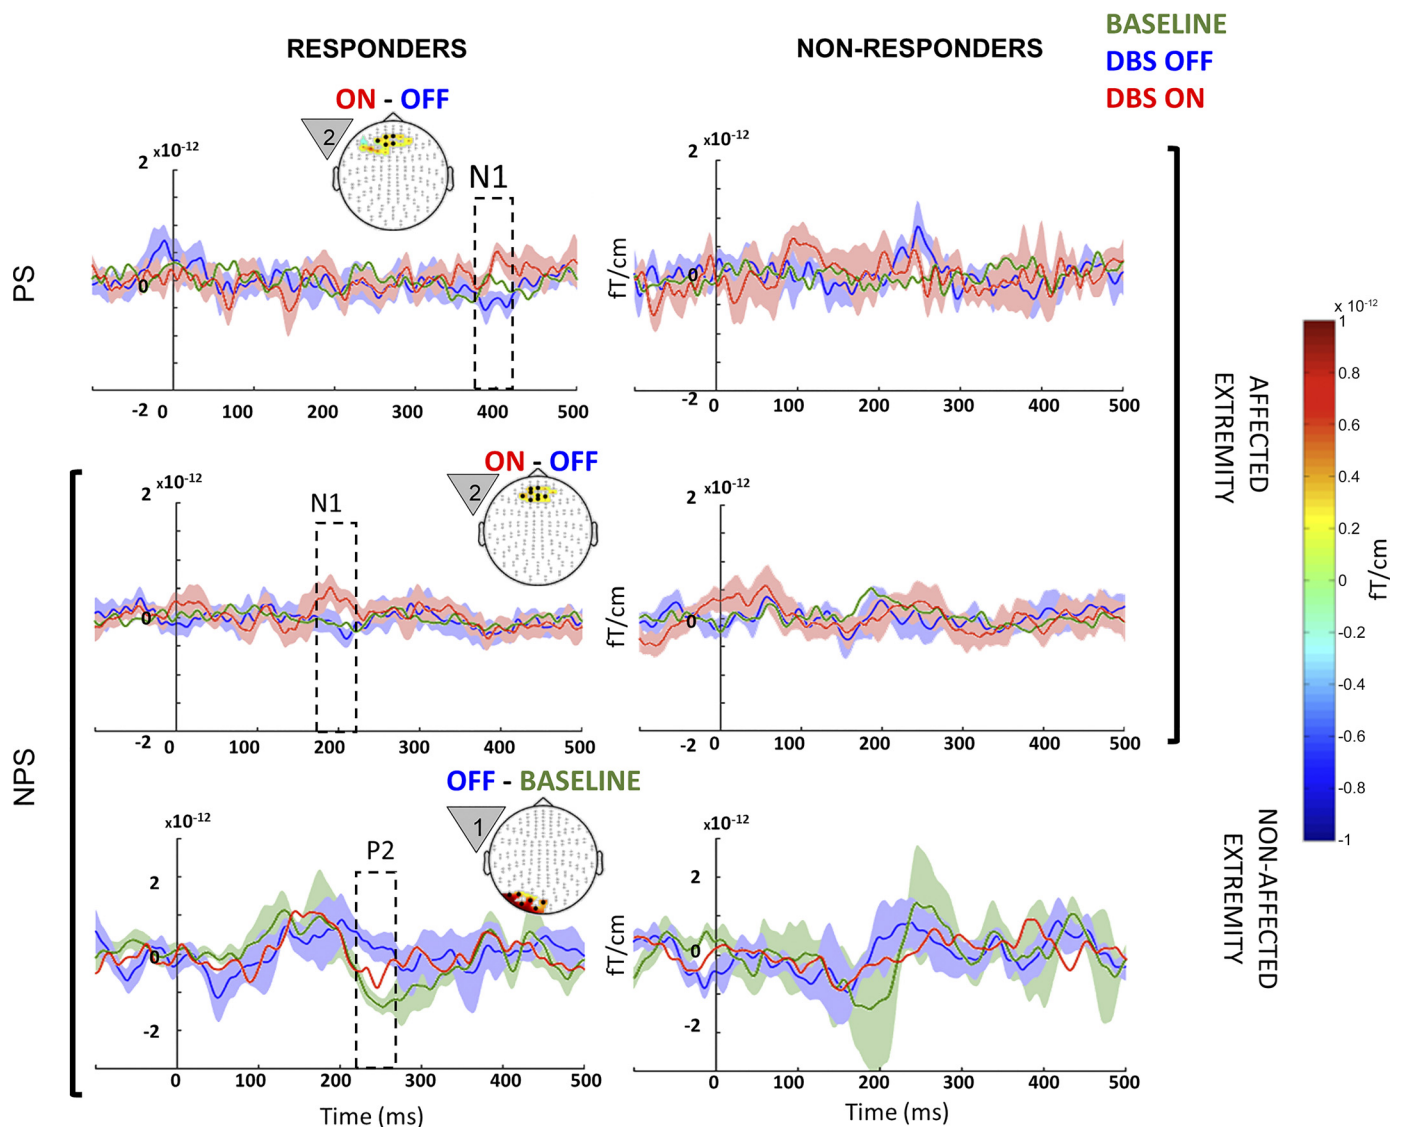 RESPONDERS
NON-RESPONDERS
BASELINE
DBS OFF
DBS ON
ON - OFF
2
N1
2 x10-12
0
-2 0 100 200 300 400 500
2 x10-12
fT/cm
0
-2 0 100 200 300 400 500
PS
AFFECTED
EXTREMITY
ON - OFF
2
N1
2 x10-12
0
-2 0 100 200 300 400 500
2 x10-12
fT/cm
0
-2 0 100 200 300 400 500
NPS
OFF - BASELINE
1
P2
x10-12
2
0
-2
0 100 200 300 400 500
Time (ms)
x10-12
2
fT/cm
0
-2
0 100 200 300 400 500
Time (ms)
NON-AFFECTED
EXTREMITY
x 10-12
1
0.8
0.6
0.4
0.2
0
-0.2
-0.4
-0.6
-0.8
-1
fT/cm